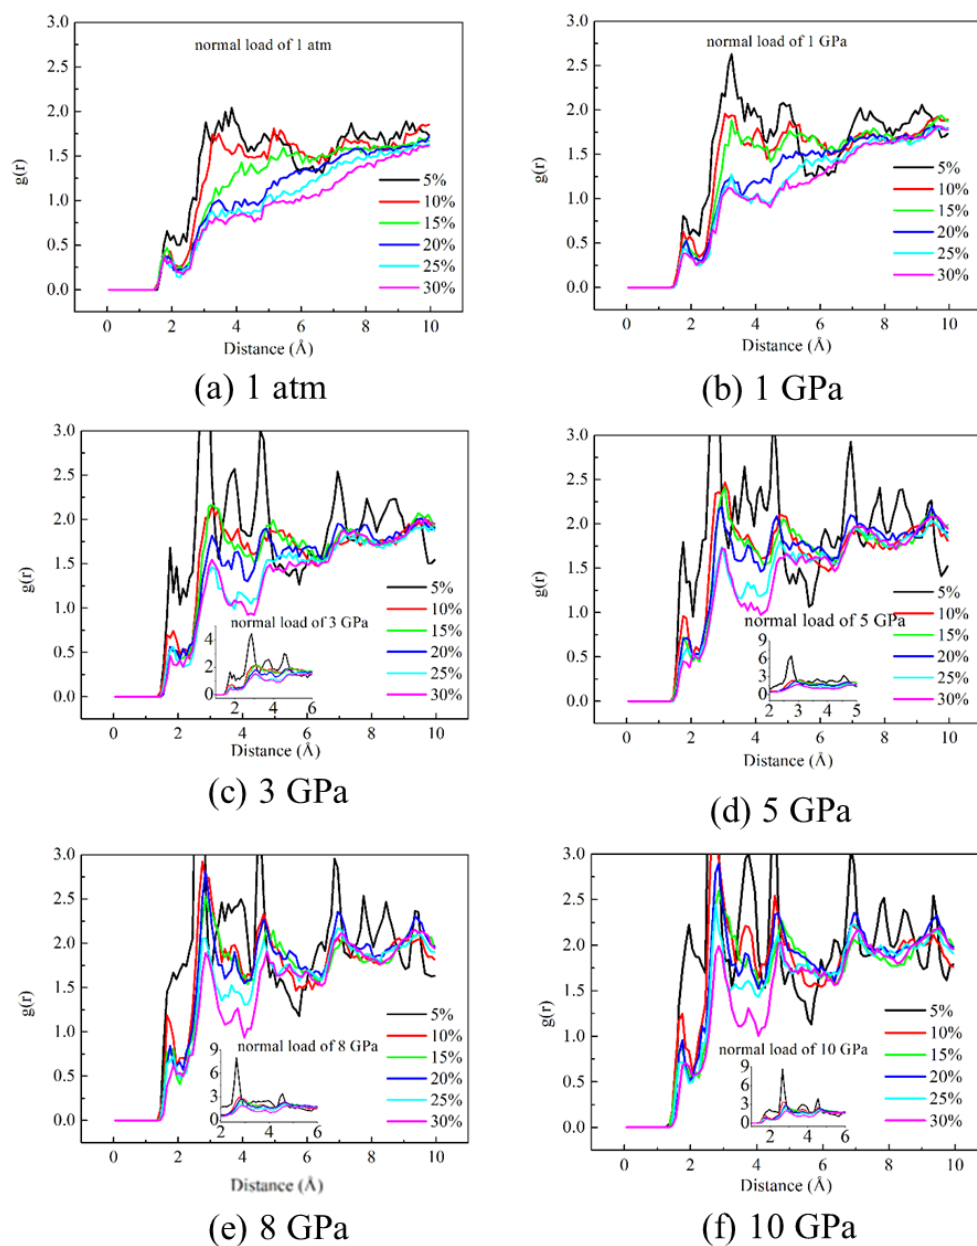 normal load of 1 atm
g(r)
3.0
2.5
2.0
1.5
1.0
0.5
0.0
5%
10%
15%
20%
25%
30%
0 2 4 6 8 10
Distance (Å)
(a) 1 atm
normal load of 1 GPa
g(r)
3.0
2.5
2.0
1.5
1.0
0.5
0.0
5%
10%
15%
20%
25%
30%
0 2 4 6 8 10
Distance (Å)
(b) 1 GPa
g(r)
3.0
2.5
2.0
1.5
1.0
0.5
0.0
5%
10%
15%
20%
25%
30%
normal load of 3 GPa
4
2
0
2 4 6
0 2 4 6 8 10
Distance (Å)
(c) 3 GPa
g(r)
3.0
2.5
2.0
1.5
1.0
0.5
0.0
5%
10%
15%
20%
25%
30%
normal load of 5 GPa
9
6
3
0
2 3 4 5
0 2 4 6 8 10
Distance (Å)
(d) 5 GPa
g(r)
3.0
2.5
2.0
1.5
1.0
0.5
0.0
5%
10%
15%
20%
25%
30%
normal load of 8 GPa
9
6
3
0
2 4 6
0 2 4 6 8 10
Distance (Å)
(e) 8 GPa
g(r)
3.0
2.5
2.0
1.5
1.0
0.5
0.0
5%
10%
15%
20%
25%
30%
normal load of 10 GPa
9
6
3
0
2 4 6
0 2 4 6 8 10
Distance (Å)
(f) 10 GPa